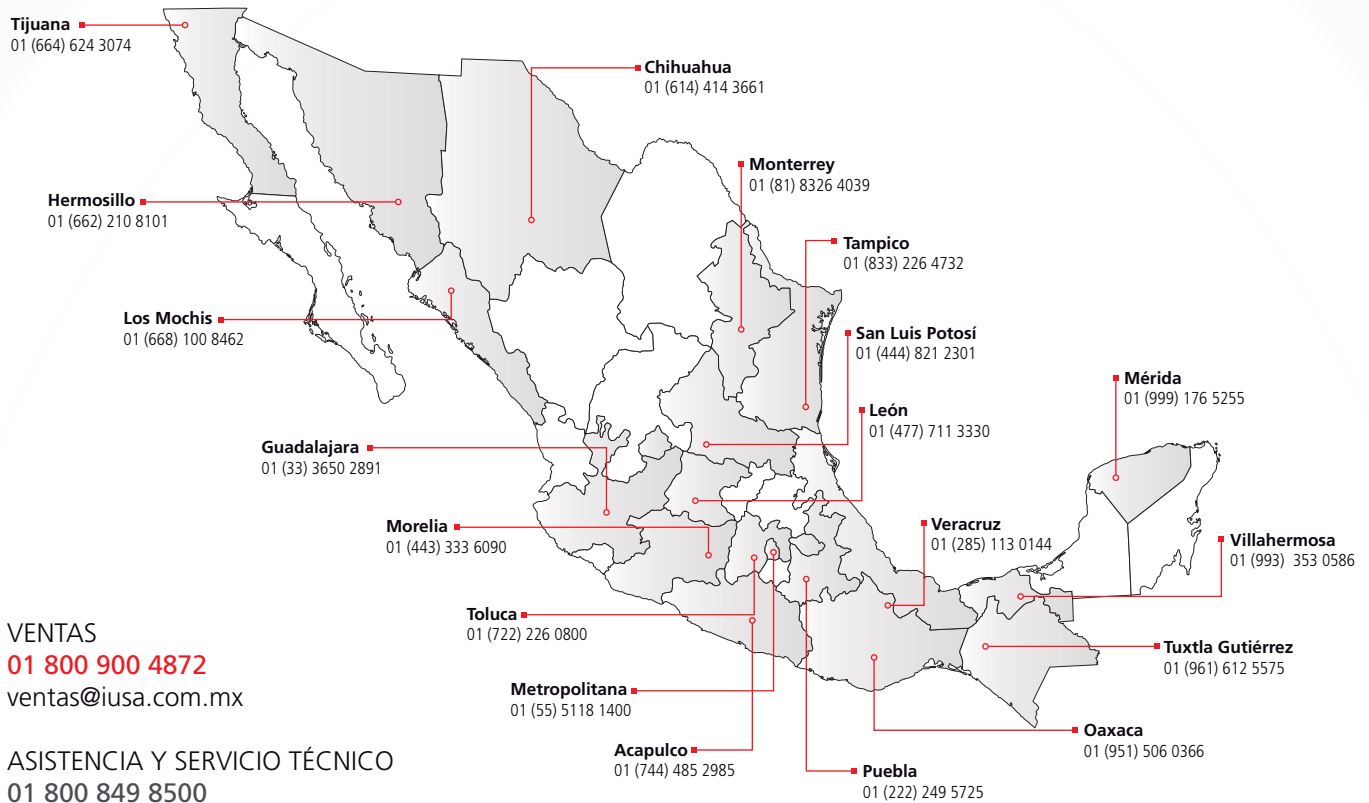 Tijuana
01 (664) 624 3074
Chihuahua
01 (614) 414 3661
Monterrey
01 (81) 8326 4039
Hermosillo
01 (662) 210 8101
Tampico
01 (833) 226 4732
Los Mochis
01 (668) 100 8462
San Luis Potosí
01 (444) 821 2301
Mérida
01 (999) 176 5255
León
01 (477) 711 3330
Guadalajara
01 (33) 3650 2891
Morelia
01 (443) 333 6090
Veracruz
01 (285) 113 0144
Villahermosa
01 (993) 353 0586
Toluca
01 (722) 226 0800
Tuxtla Gutiérrez
01 (961) 612 5575
Metropolitana
01 (55) 5118 1400
Oaxaca
01 (951) 506 0366
Acapulco
01 (744) 485 2985
Puebla
01 (222) 249 5725
VENTAS
01 800 900 4872
ventas@iusa.com.mx
ASISTENCIA Y SERVICIO TÉCNICO
01 800 849 8500